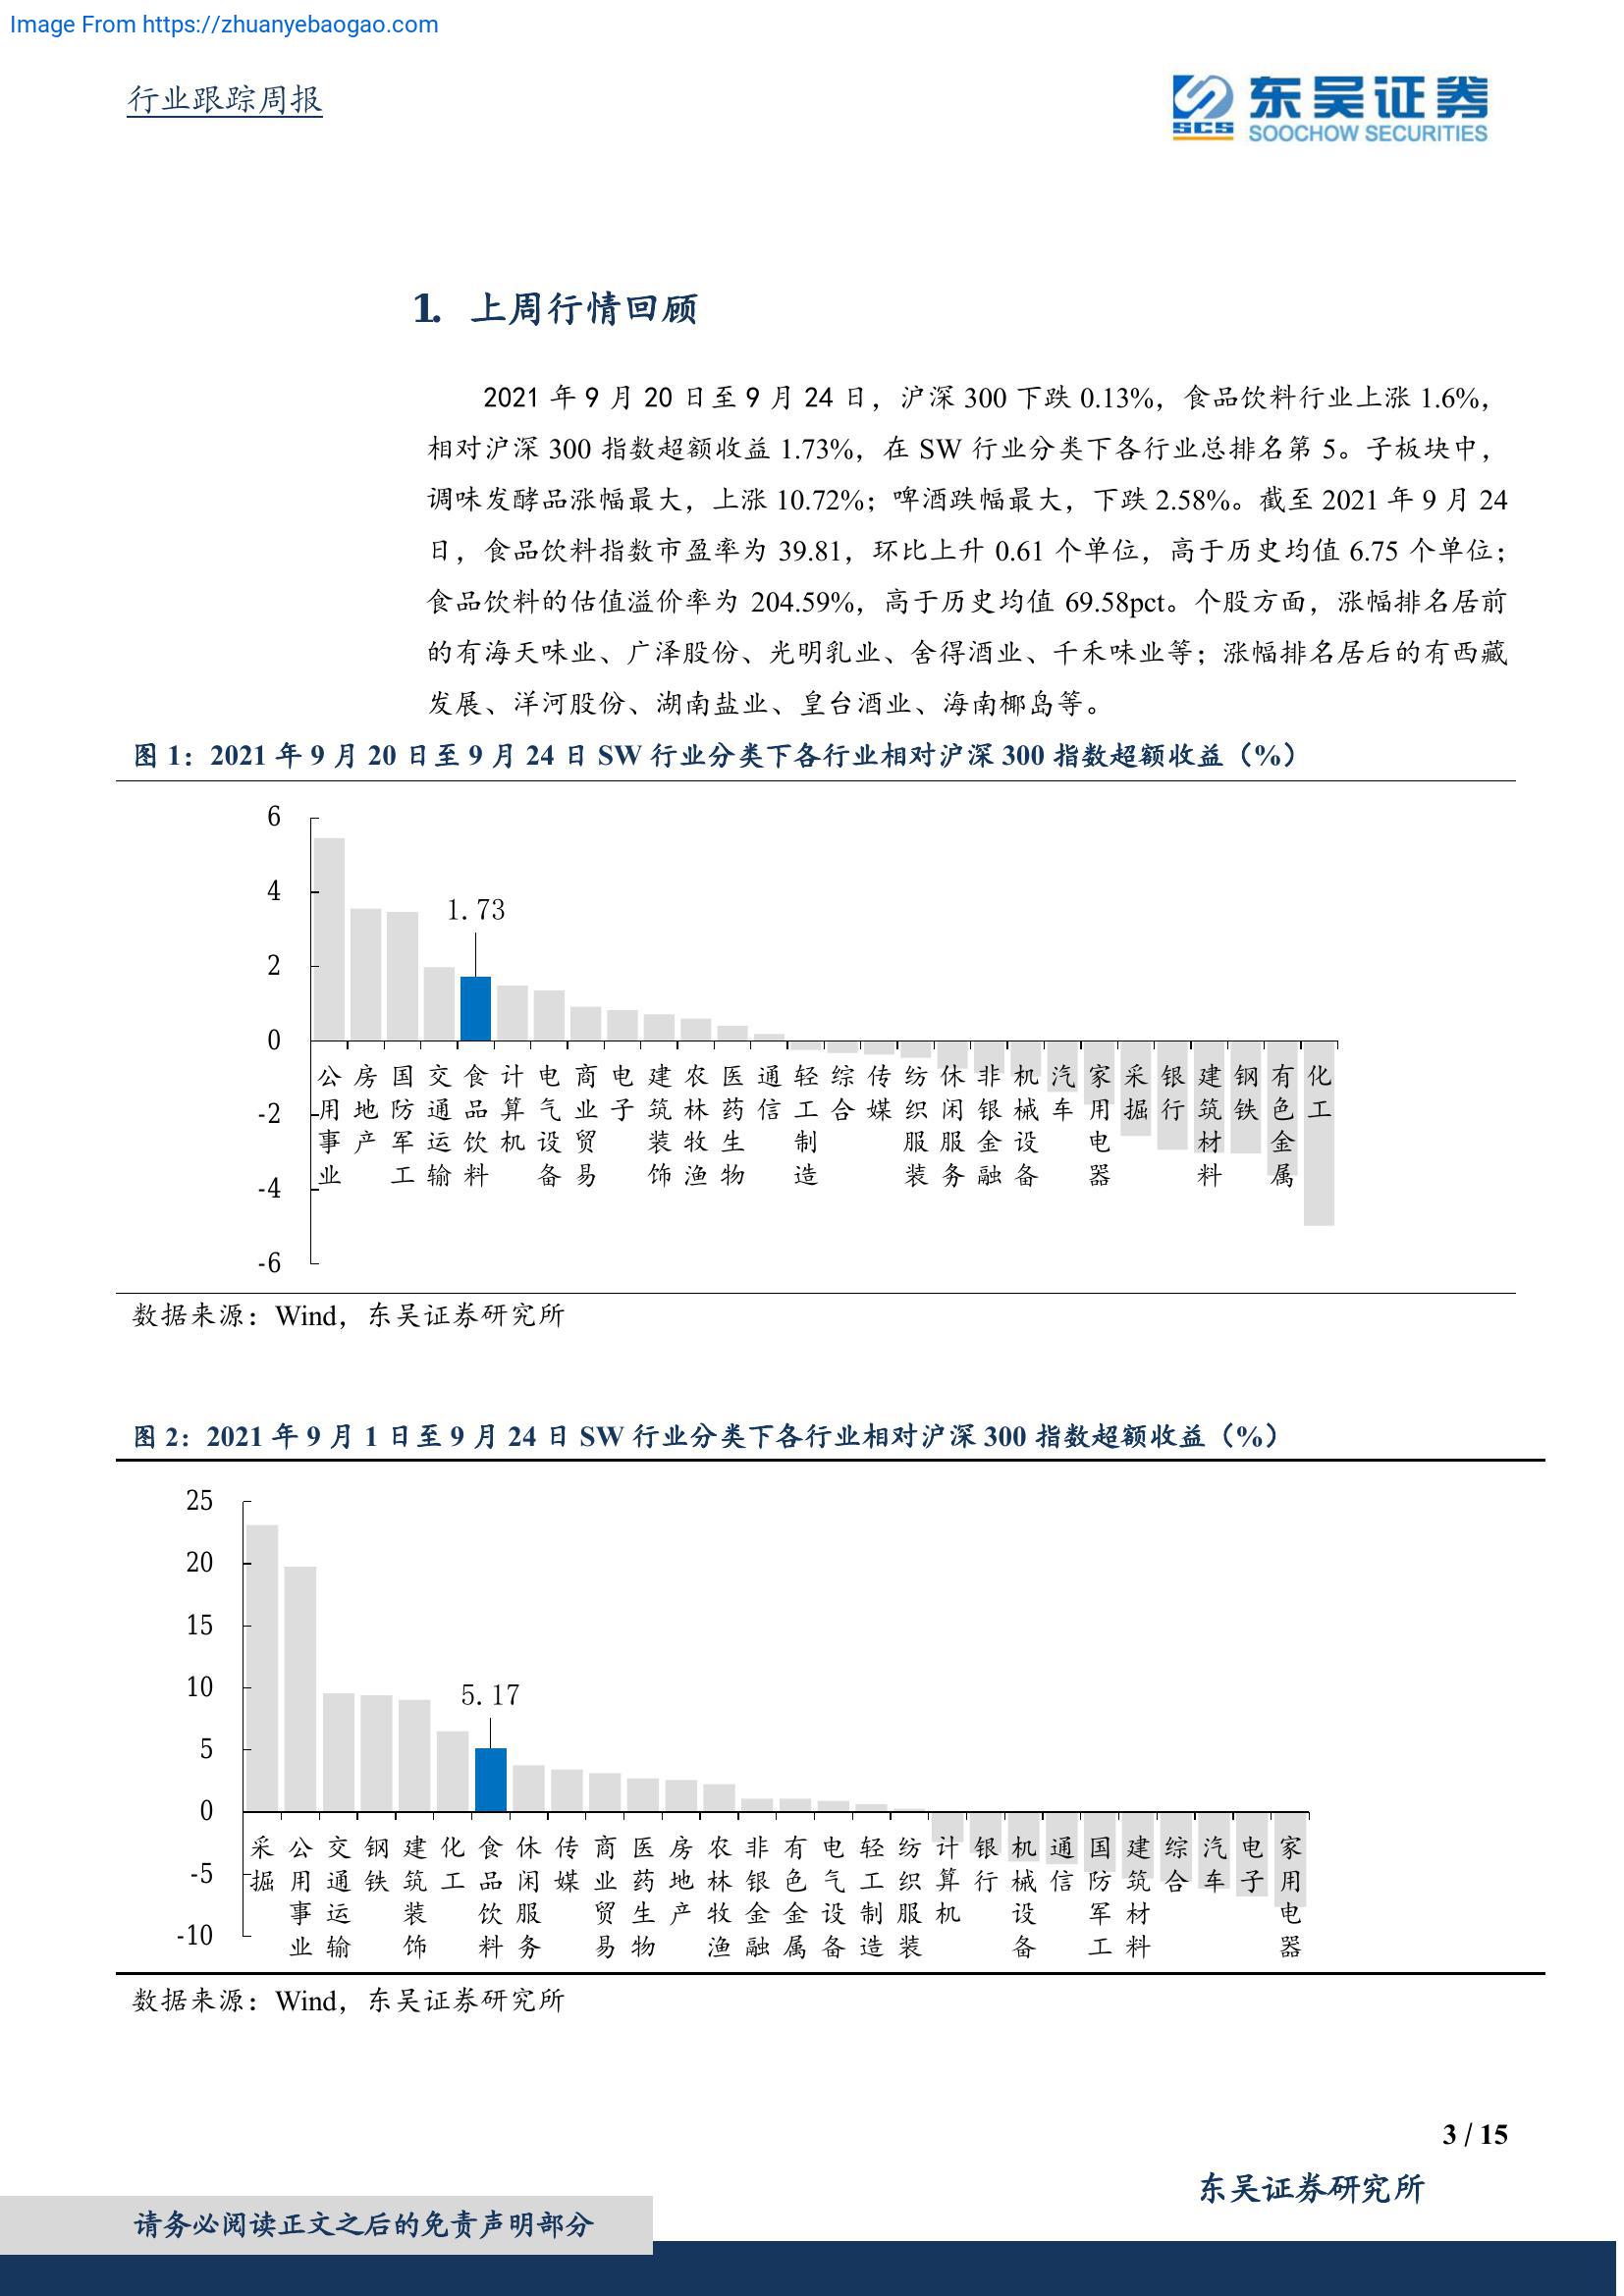 Image From https://zhuanyebaogao.com
行业跟踪周报
东吴证券
SCS
SOOCHOW SECURITIES
1. 上周行情回顾
2021 年 9 月 20 日至 9 月 24 日，沪深 300 下跌 0.13%，食品饮料行业上涨 1.6%，
相对沪深 300 指数超额收益 1.73%，在 SW 行业分类下各行业总排名第 5。子板块中，
调味发酵品涨幅最大，上涨 10.72%；啤酒跌幅最大，下跌 2.58%。截至 2021 年 9 月 24
日，食品饮料指数市盈率为 39.81，环比上升 0.61 个单位，高于历史均值 6.75 个单位；
食品饮料的估值溢价率为 204.59%，高于历史均值 69.58pct。个股方面，涨幅排名居前
的有海天味业、广泽股份、光明乳业、舍得酒业、千禾味业等；涨幅排名居后的有西藏
发展、洋河股份、湖南盐业、皇台酒业、海南椰岛等。
图 1：2021 年 9 月 20 日至 9 月 24 日 SW 行业分类下各行业相对沪深 300 指数超额收益（%）
6
4
2
0
-2
-4
-6
1.73
公用事业
房地产
国防军工
交通运输
食品饮料
计算机
电气设备
商业贸易
电子
建筑装饰
农林牧渔
医药生物
通信
轻工制造
综合
传媒
纺织服装
休闲服务
非银金融
机械设备
汽车
家用电器
采掘
银行
建筑材料
钢铁
有色金属
化工
数据来源：Wind，东吴证券研究所
图 2：2021 年 9 月 1 日至 9 月 24 日 SW 行业分类下各行业相对沪深 300 指数超额收益（%）
25
20
15
10
5
0
-5
-10
5.17
采掘
公用事业
交通运输
钢铁
建筑装饰
化工
食品饮料
休闲服务
传媒
商业贸易
医药生物
房地产
农林牧渔
非银金融
有色金属
电气设备
轻工制造
纺织服装
计算机
银行
机械设备
通信
国防军工
建筑材料
综合
汽车
电子
家用电器
数据来源：Wind，东吴证券研究所
3 / 15
东吴证券研究所
请务必阅读正文之后的免责声明部分